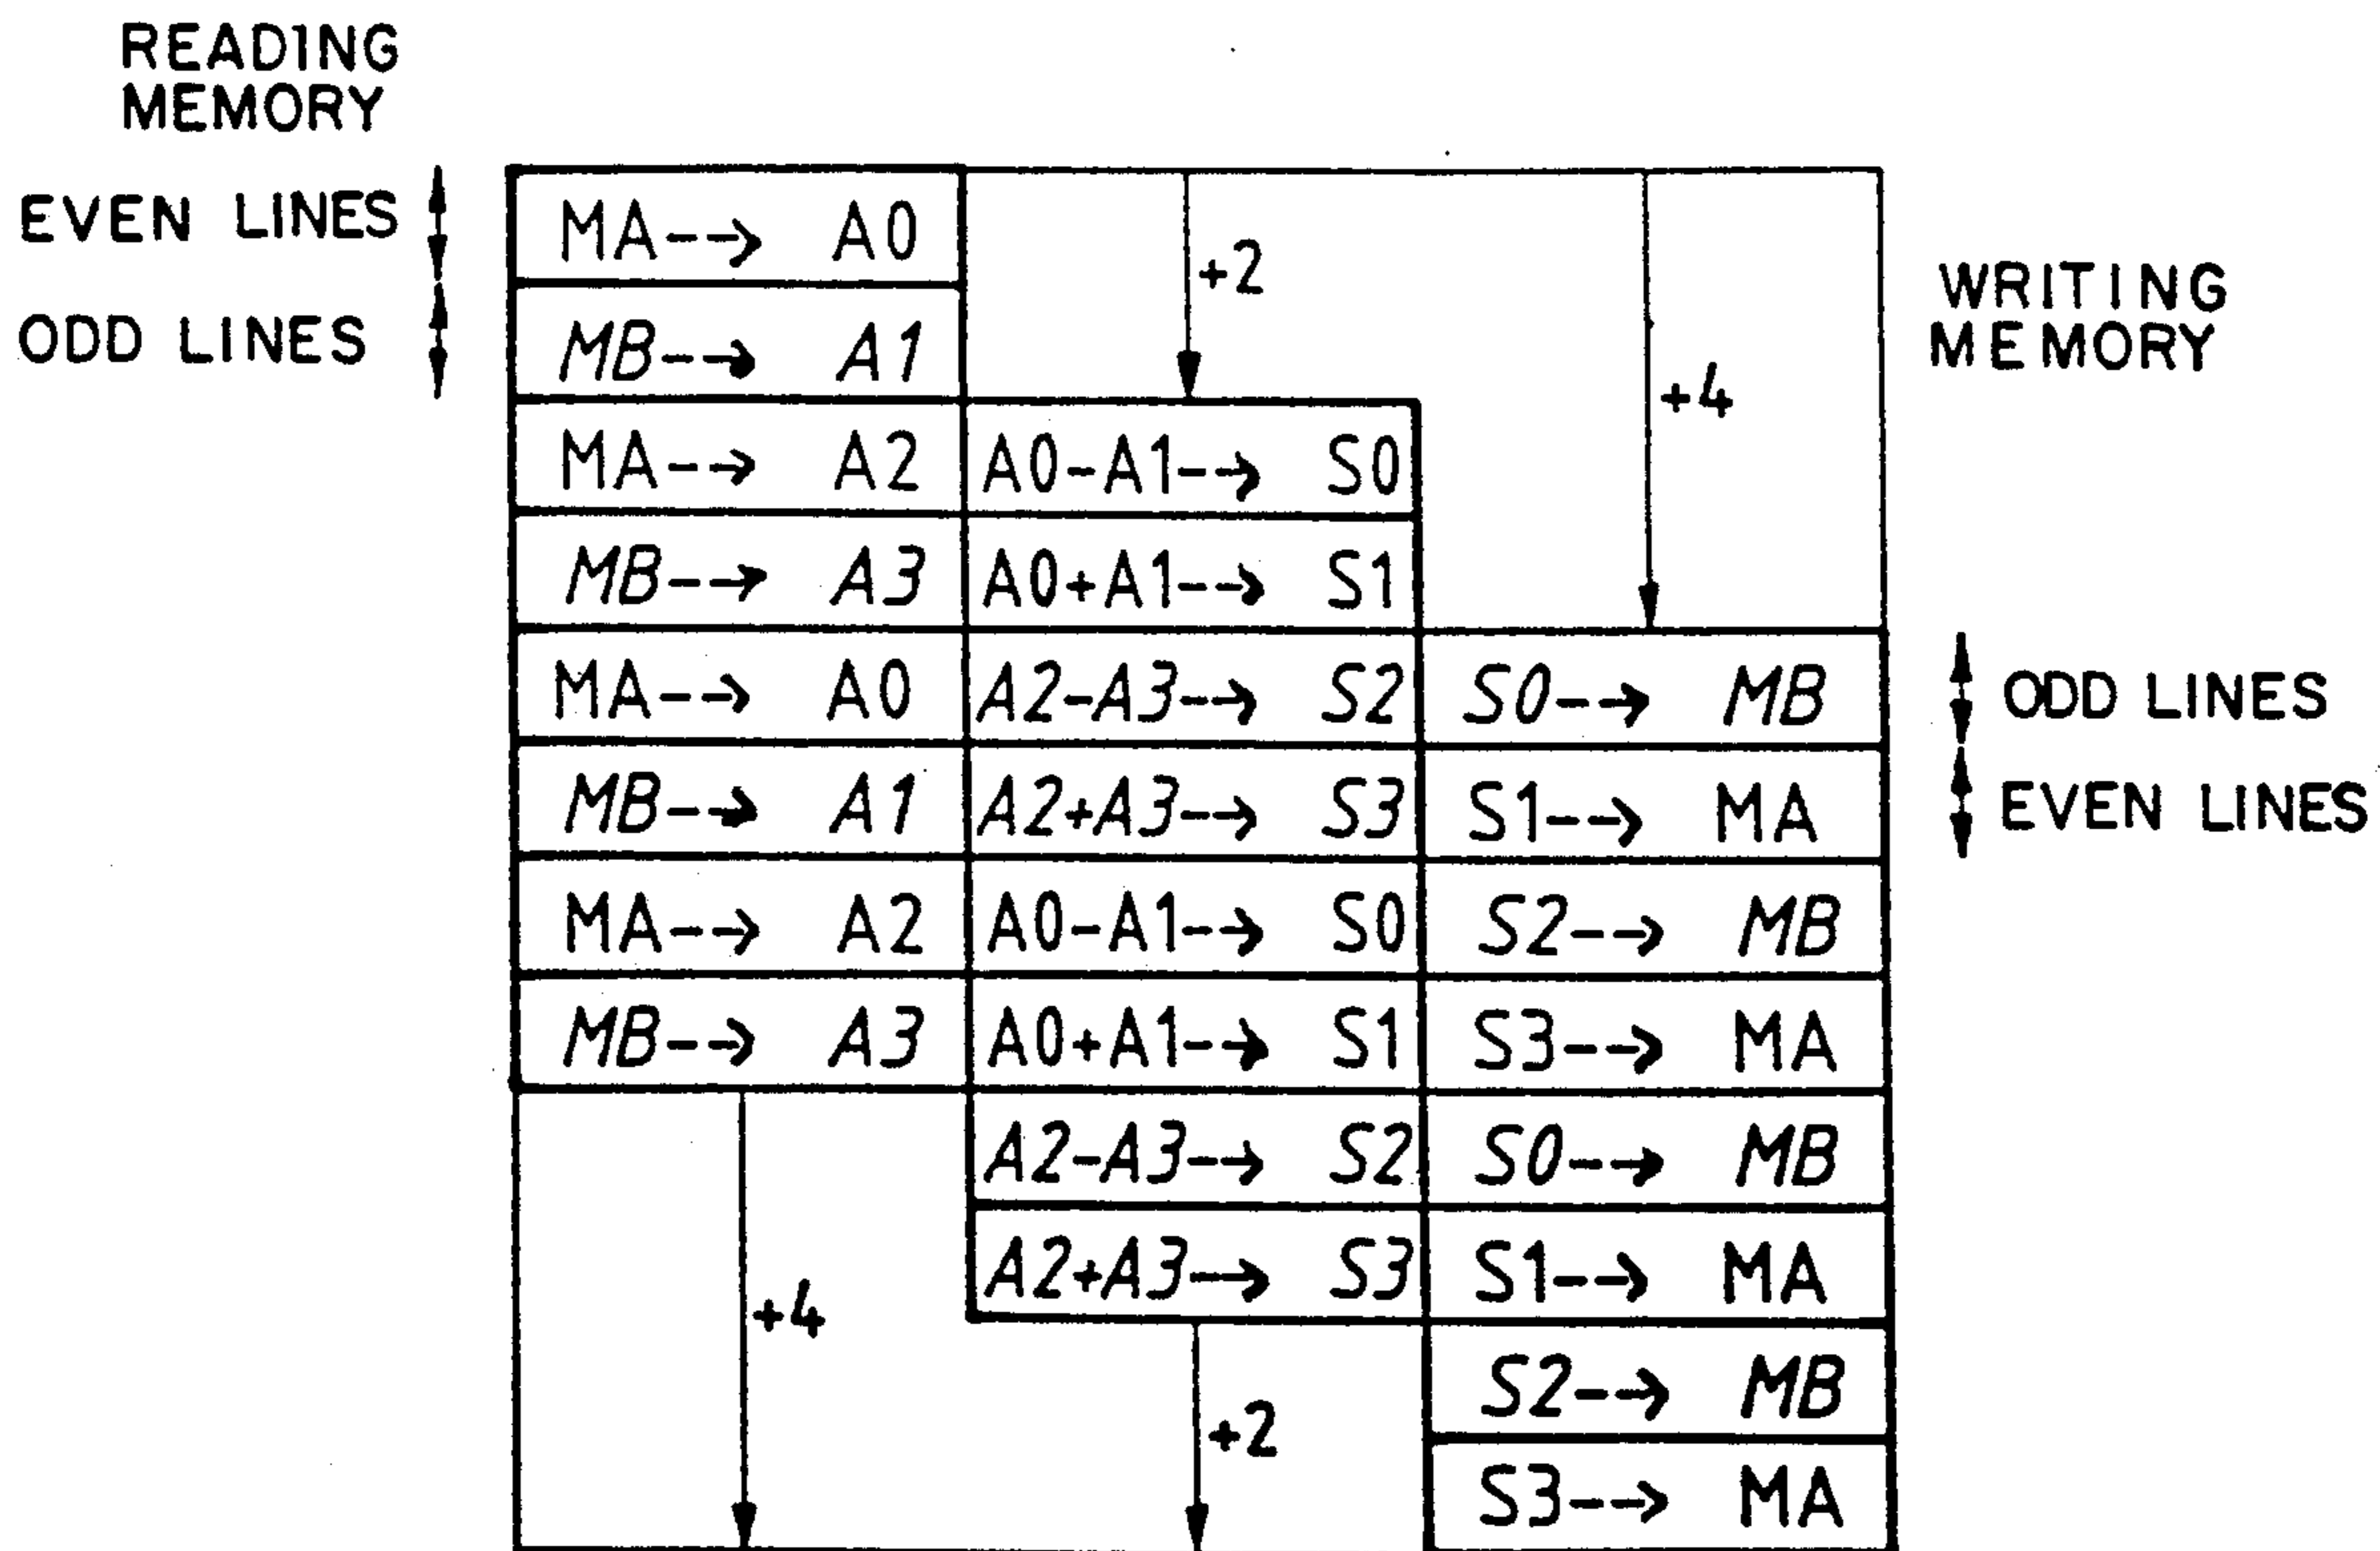 READING
MEMORY
EVEN LINES
MA--→ A0
+2
WRITING
MEMORY
ODD LINES
MB--→ A1
+4
MA--→ A2 A0-A1--→ S0
MB--→ A3 A0+A1--→ S1
MA--→ A0 A2-A3--→ S2 S0--→ MB ODD LINES
MB--→ A1 A2+A3--→ S3 S1--→ MA EVEN LINES
MA--→ A2 A0-A1--→ S0 S2--→ MB
MB--→ A3 A0+A1--→ S1 S3--→ MA
A2-A3--→ S2 S0--→ MB
+4 A2+A3--→ S3 S1--→ MA
+2 S2--→ MB
S3--→ MA